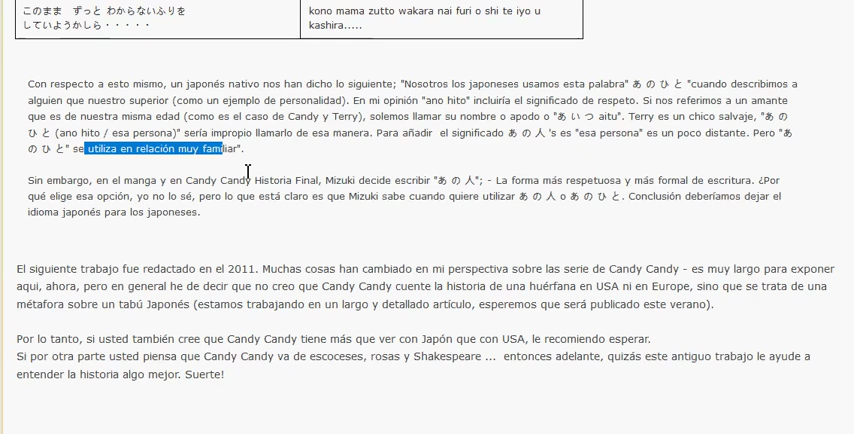 このまま　ずっと わからないふりを
していようかしら・・・・・
kono mama zutto wakara nai furi o shi te iyo u
kashira.....
Con respecto a esto mismo, un japonés nativo nos han dicho lo siguiente; "Nosotros los japoneses usamos esta palabra" あ の ひ と "cuando describimos a
alguien que nuestro superior (como un ejemplo de personalidad). En mi opinión "ano hito" incluiría el significado de respeto. Si nos referimos a un amante
que es de nuestra misma edad (como es el caso de Candy y Terry), solemos llamar su nombre o apodo o "あ い つ aitu". Terry es un chico salvaje, "あ の
ひ と (ano hito / esa persona)" sería impropio llamarlo de esa manera. Para añadir  el significado あ の 人 's es "esa persona" es un poco distante. Pero "あ
の ひ と" se utiliza en relación muy familiar".
Sin embargo, en el manga y en Candy Candy Historia Final, Mizuki decide escribir "あ の 人"; - La forma más respetuosa y más formal de escritura. ¿Por
qué elige esa opción, yo no lo sé, pero lo que está claro es que Mizuki sabe cuando quiere utilizar あ の 人 o あ の ひ と. Conclusión deberíamos dejar el
idioma japonés para los japoneses.
El siguiente trabajo fue redactado en el 2011. Muchas cosas han cambiado en mi perspectiva sobre las serie de Candy Candy - es muy largo para exponer
aqui, ahora, pero en general he de decir que no creo que Candy Candy cuente la historia de una huérfana en USA ni en Europe, sino que se trata de una
métafora sobre un tabú Japonés (estamos trabajando en un largo y detallado artículo, esperemos que será publicado este verano).
Por lo tanto, si usted también cree que Candy Candy tiene más que ver con Japón que con USA, le recomiendo esperar.
Si por otra parte usted piensa que Candy Candy va de escoceses, rosas y Shakespeare ...  entonces adelante, quizás este antiguo trabajo le ayude a
entender la historia algo mejor. Suerte!